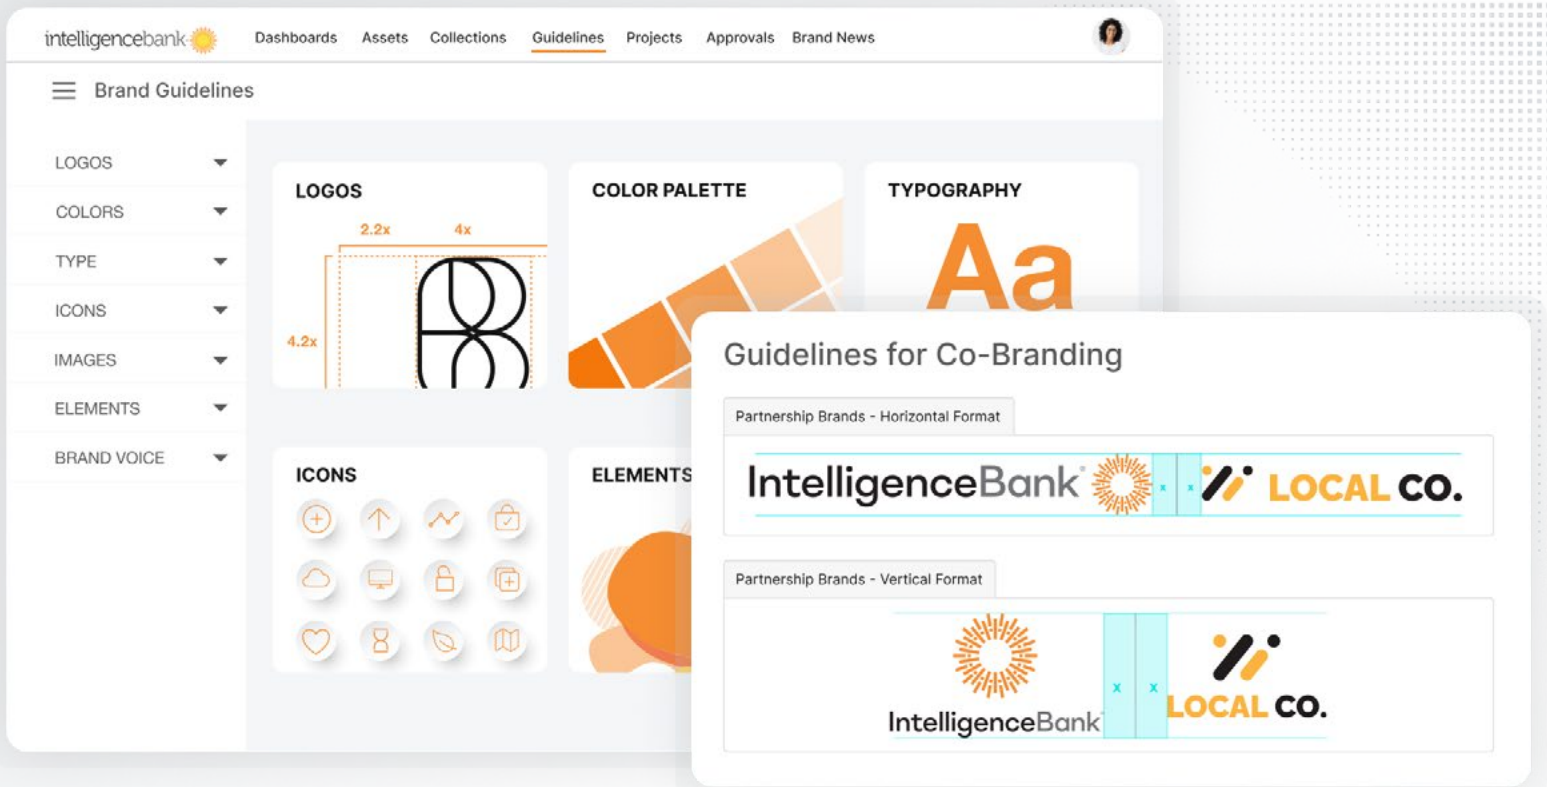 intelligencebank
Dashboards Assets Collections Guidelines Projects Approvals Brand News
Brand Guidelines
LOGOS
COLORS
TYPE
ICONS
IMAGES
ELEMENTS
BRAND VOICE
LOGOS
2.2x 4x
4.2x
COLOR PALETTE
TYPOGRAPHY
Aa
ICONS
ELEMENTS
Guidelines for Co-Branding
Partnership Brands - Horizontal Format
IntelligenceBank x x LOCAL CO.
Partnership Brands - Vertical Format
x x
IntelligenceBank LOCAL CO.